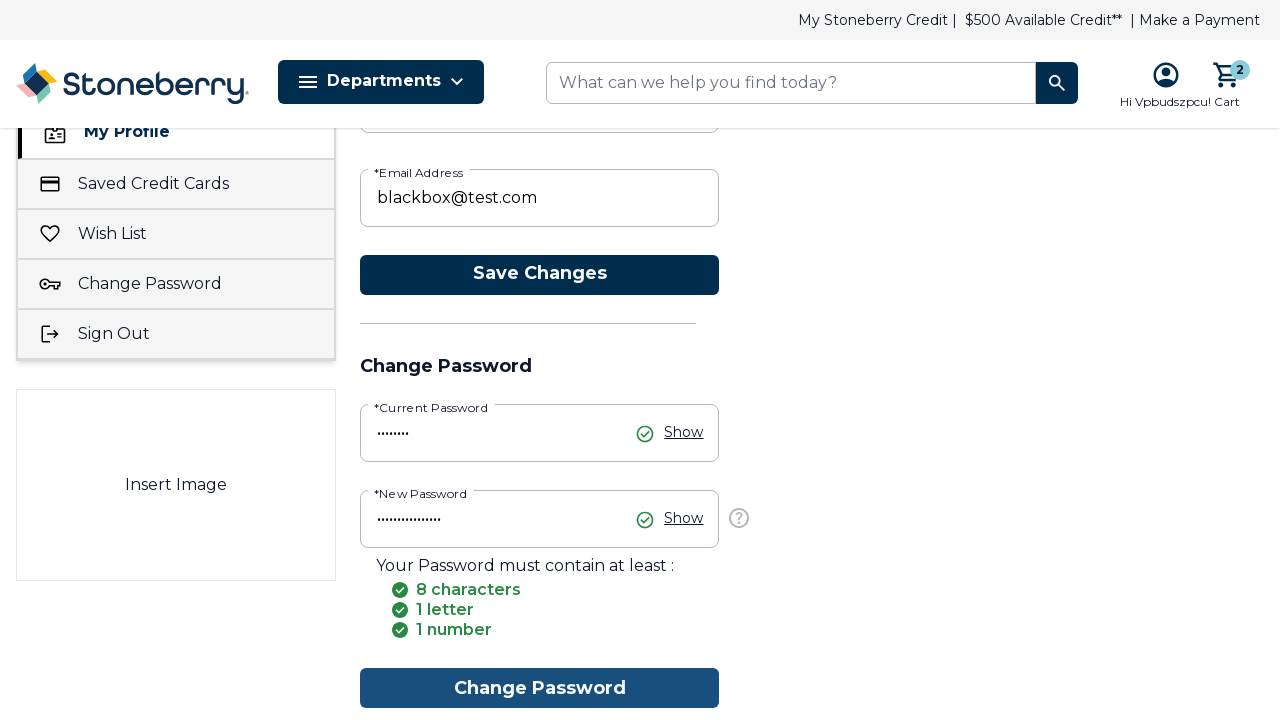 My Stoneberry Credit | $500 Available Credit** | Make a Payment
Stoneberry
Departments
What can we help you find today?
2
Hi Vpbudszpcu! Cart
My Profile
Saved Credit Cards
Wish List
Change Password
Sign Out
Insert Image
*Email Address
blackbox@test.com
Save Changes
Change Password
*Current Password
•••••••• Show
*New Password
•••••••••••••••• Show
Your Password must contain at least :
8 characters
1 letter
1 number
Change Password